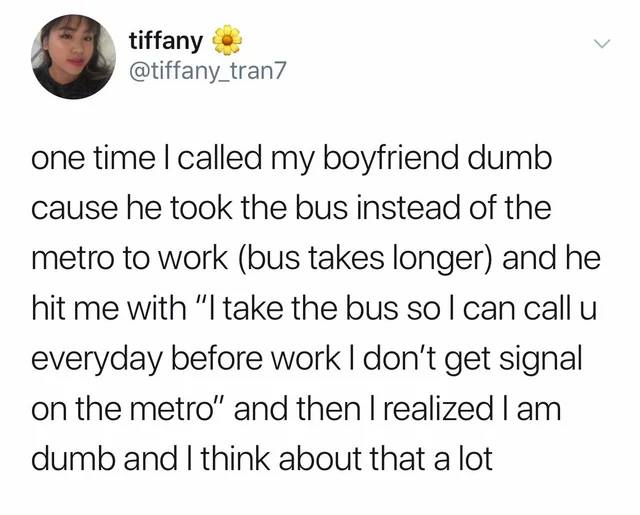 tiffany 🌼
@tiffany_tran7
one time I called my boyfriend dumb
cause he took the bus instead of the
metro to work (bus takes longer) and he
hit me with “I take the bus so I can call u
everyday before work I don’t get signal
on the metro” and then I realized I am
dumb and I think about that a lot